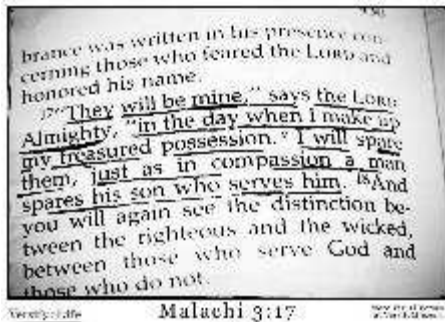 brance was written in his presence con-
cerning those who feared the LORD and
honored his name.
17"They will be mine," says the LORD
Almighty, "in the day when I make up
my treasured possession. I will spare
them, just as in compassion a man
spares his son who serves him. 18And
you will again see the distinction be-
tween the righteous and the wicked,
between those who serve God and
those who do not.
Malachi 3:17